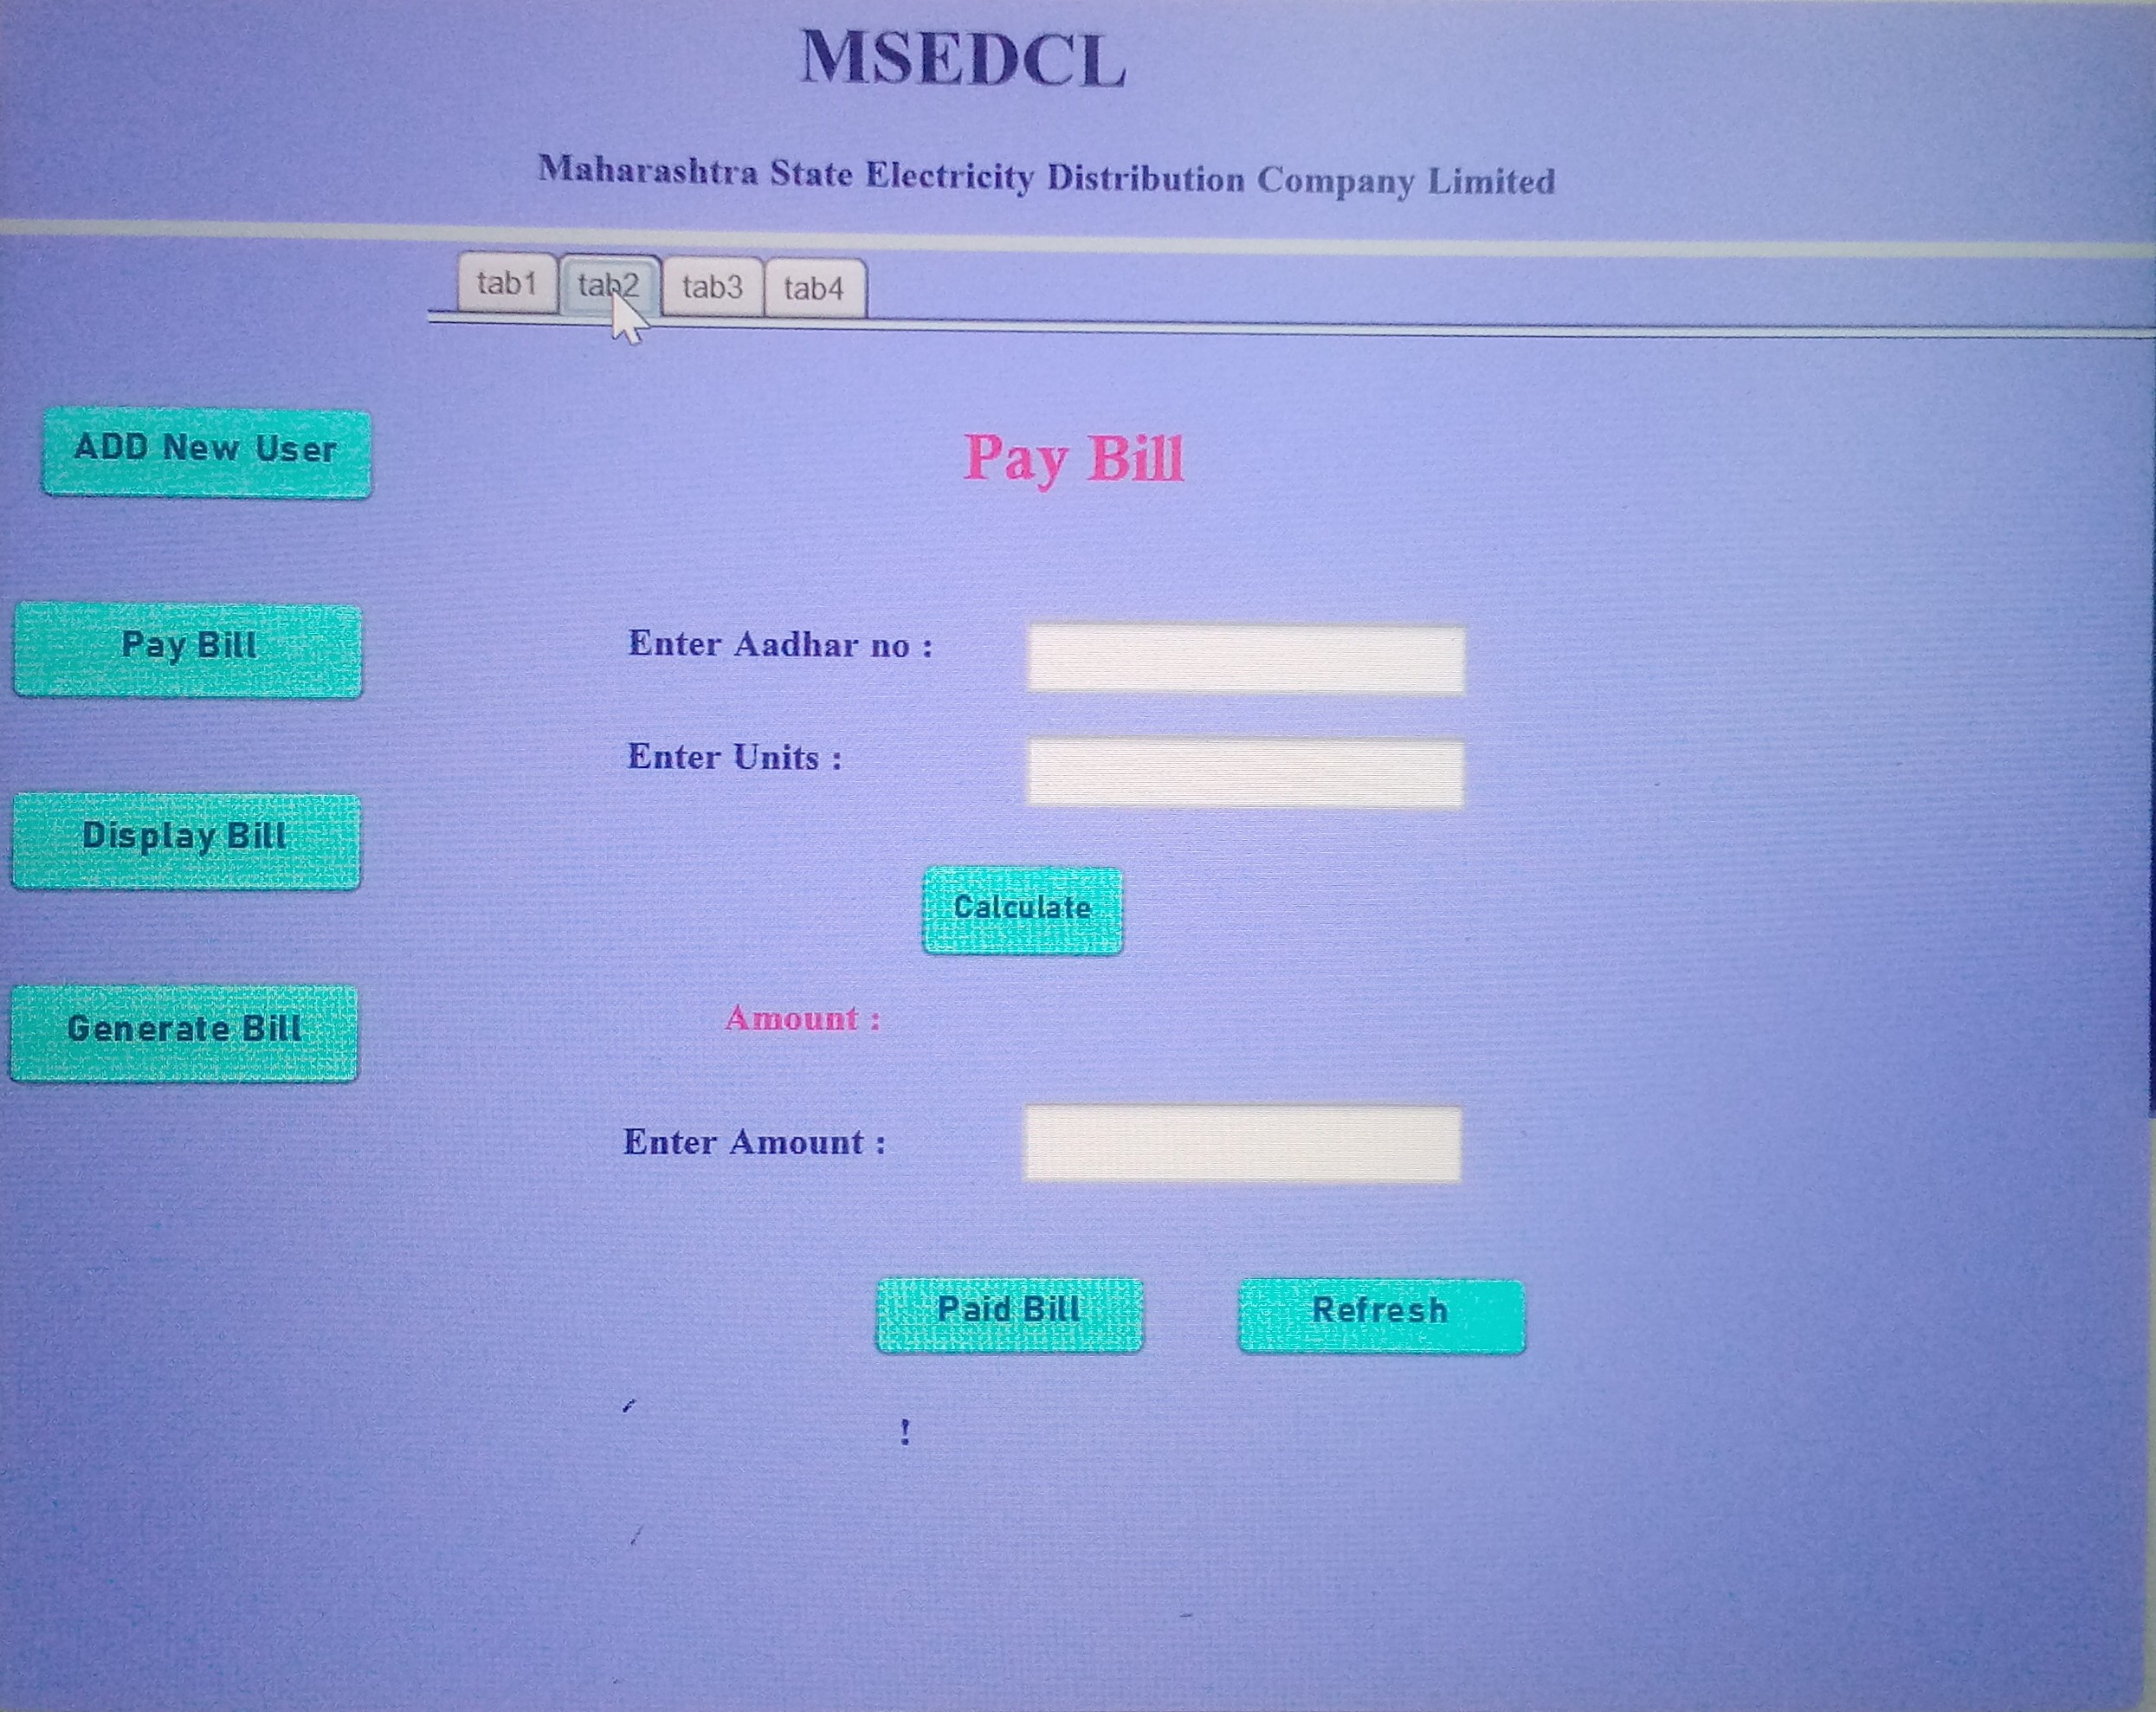 MSEDCL
Maharashtra State Electricity Distribution Company Limited
tab1 tab2 tab3 tab4
ADD New User
Pay Bill
Display Bill
Generate Bill
Pay Bill
Enter Aadhar no :
Enter Units :
Calculate
Amount :
Enter Amount :
Paid Bill Refresh
!